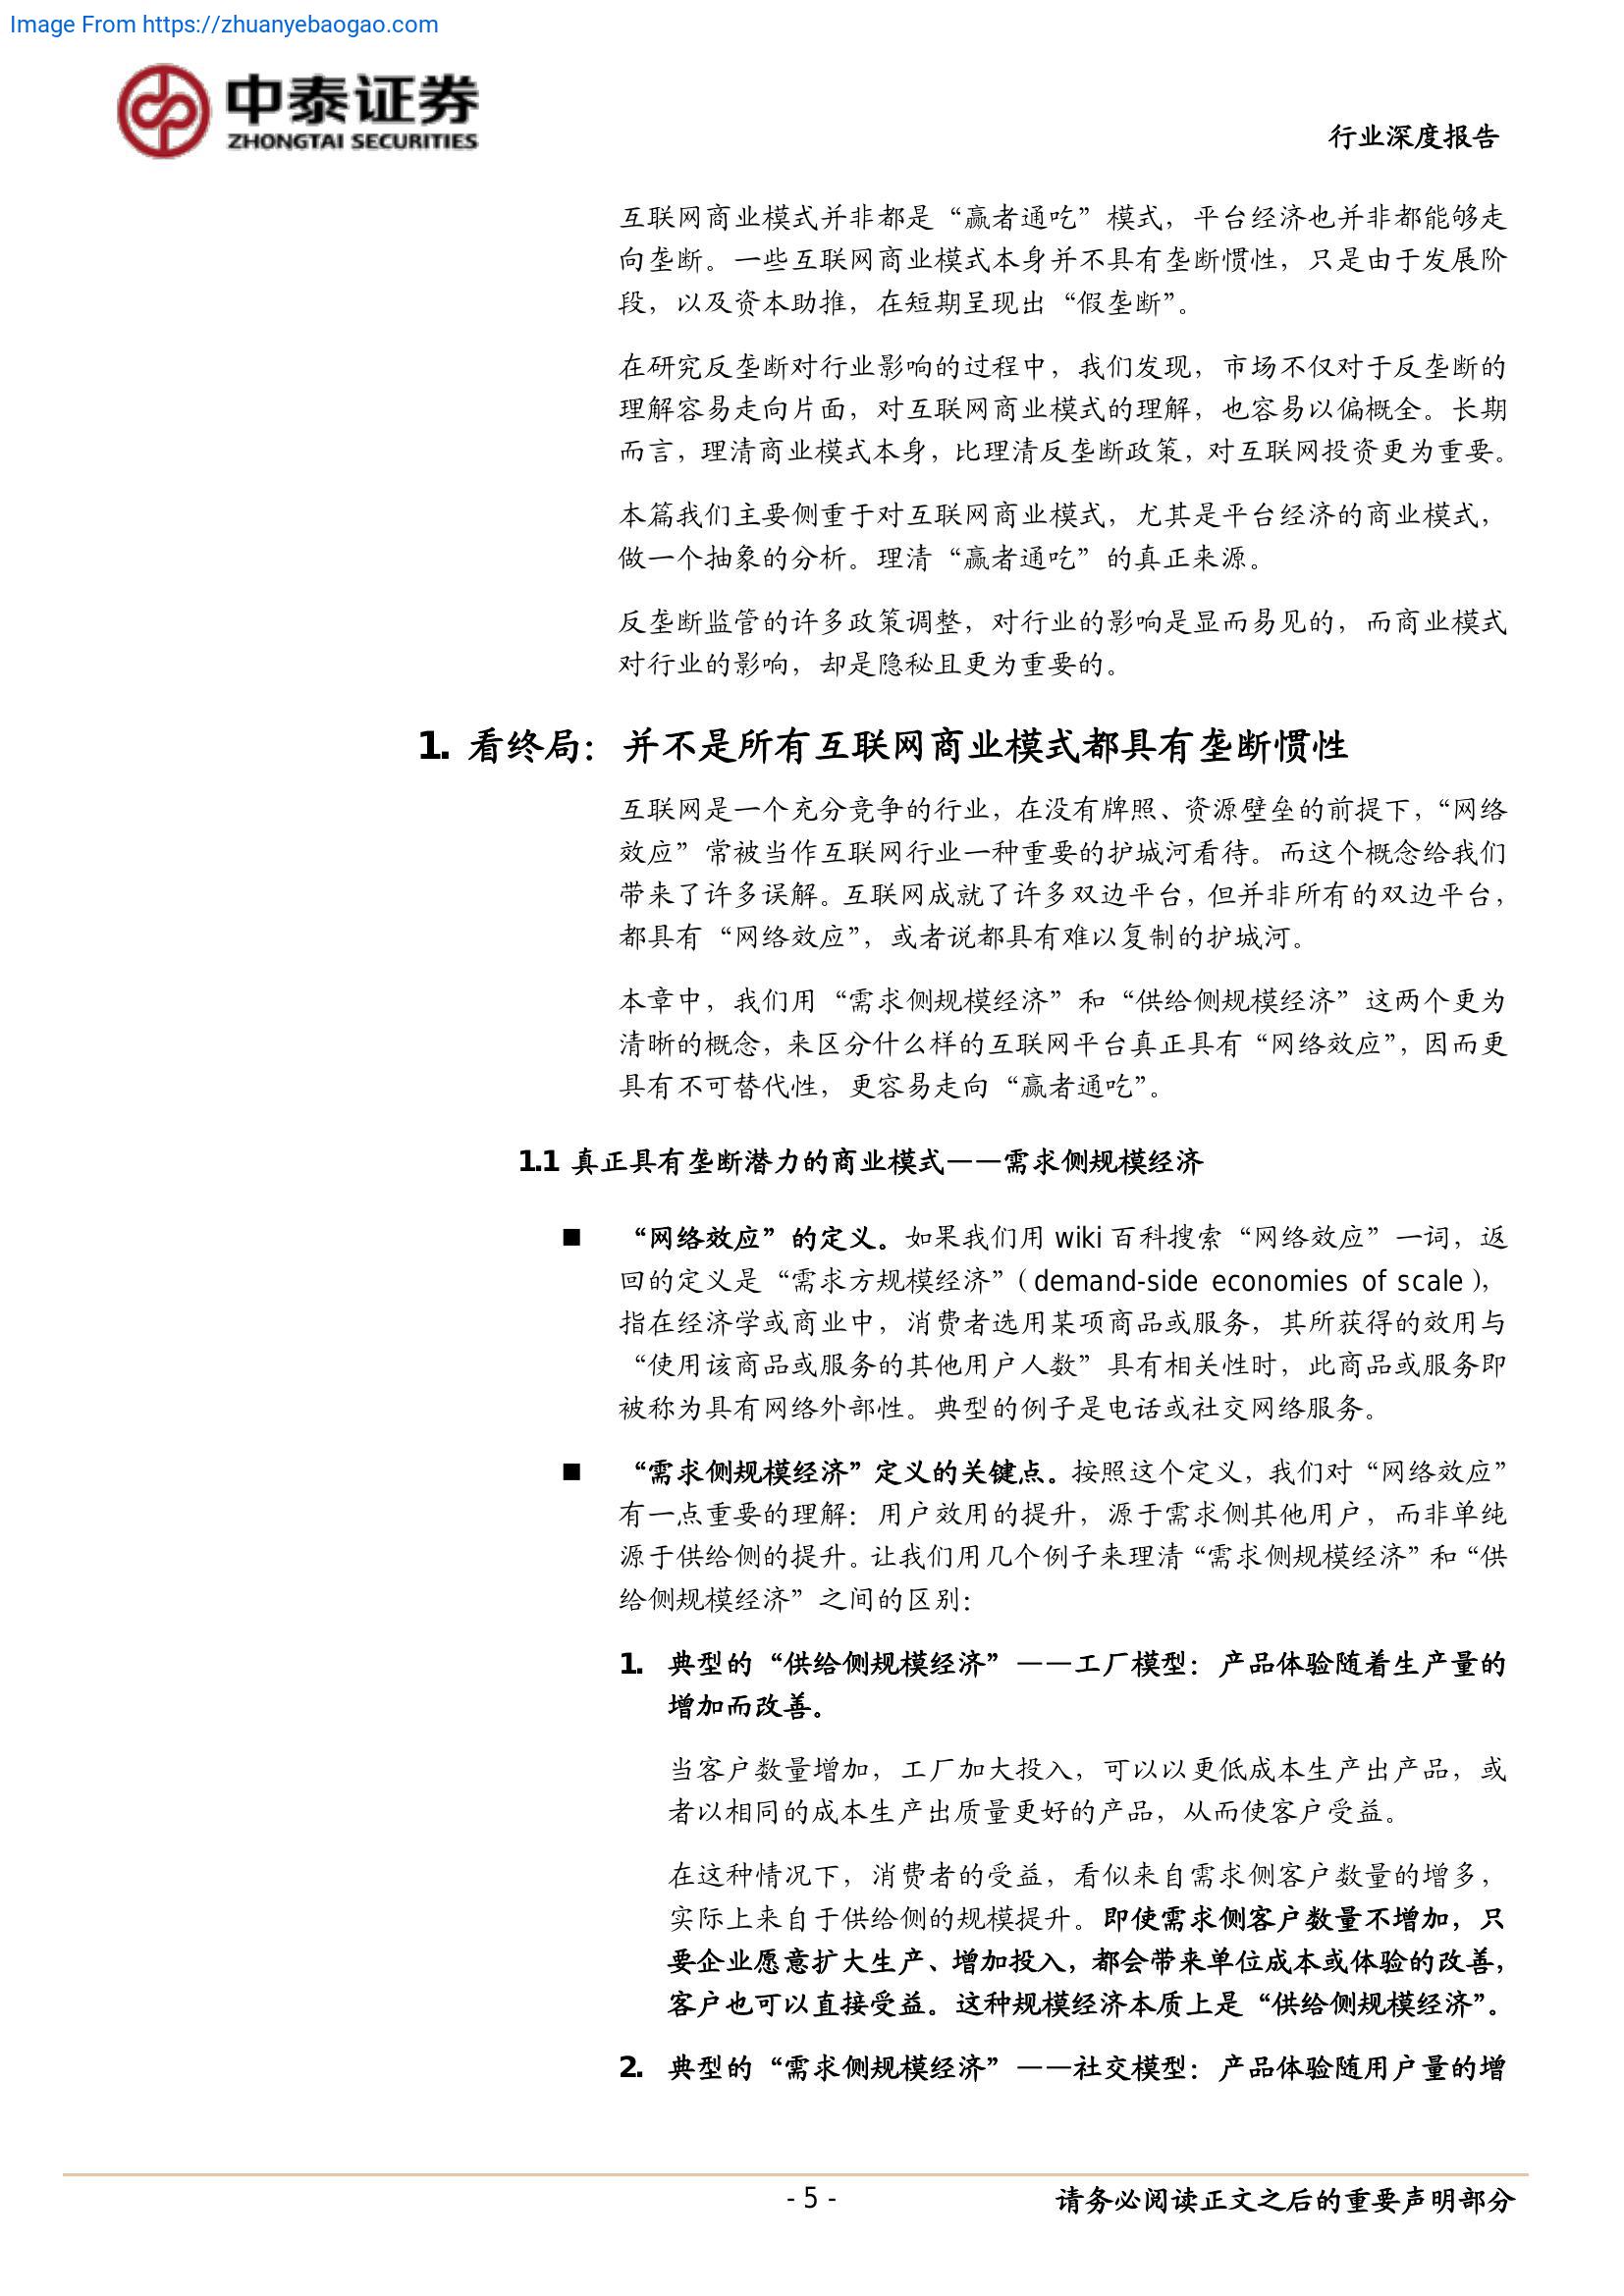 Image From https://zhuanyebaogao.com
中泰证券
ZHONGTAI SECURITIES
行业深度报告
互联网商业模式并非都是“赢者通吃”模式，平台经济也并非都能够走
向垄断。一些互联网商业模式本身并不具有垄断惯性，只是由于发展阶
段，以及资本助推，在短期呈现出“假垄断”。
在研究反垄断对行业影响的过程中，我们发现，市场不仅对于反垄断的
理解容易走向片面，对互联网商业模式的理解，也容易以偏概全。长期
而言，理清商业模式本身，比理清反垄断政策，对互联网投资更为重要。
本篇我们主要侧重于对互联网商业模式，尤其是平台经济的商业模式，
做一个抽象的分析。理清“赢者通吃”的真正来源。
反垄断监管的许多政策调整，对行业的影响是显而易见的，而商业模式
对行业的影响，却是隐秘且更为重要的。
1. 看终局：并不是所有互联网商业模式都具有垄断惯性
互联网是一个充分竞争的行业，在没有牌照、资源壁垒的前提下，“网络
效应”常被当作互联网行业一种重要的护城河看待。而这个概念给我们
带来了许多误解。互联网成就了许多双边平台，但并非所有的双边平台，
都具有“网络效应”，或者说都具有难以复制的护城河。
本章中，我们用“需求侧规模经济”和“供给侧规模经济”这两个更为
清晰的概念，来区分什么样的互联网平台真正具有“网络效应”，因而更
具有不可替代性，更容易走向“赢者通吃”。
1.1 真正具有垄断潜力的商业模式——需求侧规模经济
■ “网络效应”的定义。如果我们用 wiki 百科搜索“网络效应”一词，返
回的定义是“需求方规模经济”（demand-side economies of scale），
指在经济学或商业中，消费者选用某项商品或服务，其所获得的效用与
“使用该商品或服务的其他用户人数”具有相关性时，此商品或服务即
被称为具有网络外部性。典型的例子是电话或社交网络服务。
■ “需求侧规模经济”定义的关键点。按照这个定义，我们对“网络效应”
有一点重要的理解：用户效用的提升，源于需求侧其他用户，而非单纯
源于供给侧的提升。让我们用几个例子来理清“需求侧规模经济”和“供
给侧规模经济”之间的区别：
1. 典型的“供给侧规模经济”——工厂模型：产品体验随着生产量的
增加而改善。
当客户数量增加，工厂加大投入，可以以更低成本生产出产品，或
者以相同的成本生产出质量更好的产品，从而使客户受益。
在这种情况下，消费者的受益，看似来自需求侧客户数量的增多，
实际上来自于供给侧的规模提升。即使需求侧客户数量不增加，只
要企业愿意扩大生产、增加投入，都会带来单位成本或体验的改善，
客户也可以直接受益。这种规模经济本质上是“供给侧规模经济”。
2. 典型的“需求侧规模经济”——社交模型：产品体验随用户量的增
- 5 -
请务必阅读正文之后的重要声明部分